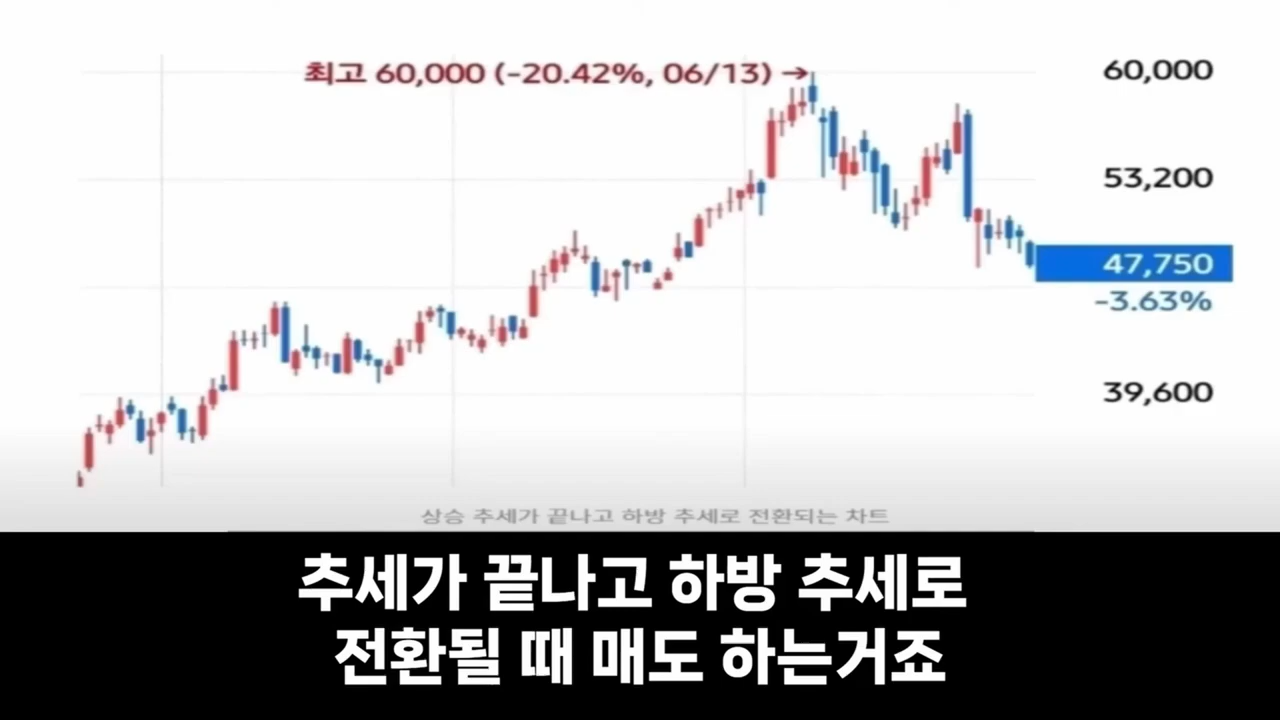 최고 60,000 (-20.42%, 06/13) →
60,000
53,200
47,750
-3.63%
39,600
상승 추세가 끝나고 하방 추세로 전환되는 차트
추세가 끝나고 하방 추세로
전환될 때 매도 하는거죠